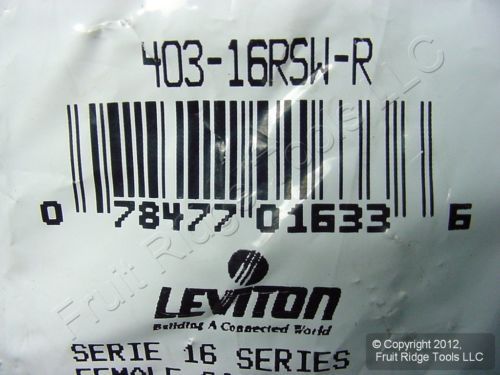 403-16RSW-R
0 78477 01633 6
LEVITON
Building A Connected World
SERIE 16 SERIES
FEMALE
Fruit Ridge Tools LLC
© Copyright 2012,
Fruit Ridge Tools LLC